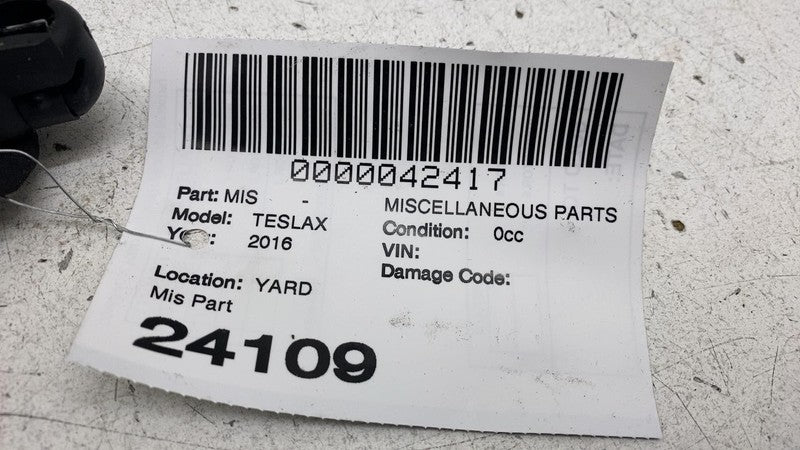 0000042417
Part: MIS - MISCELLANEOUS PARTS
Model: TESLAX Condition: 0cc
2016 VIN:
Damage Code:
Location: YARD
Mis Part
24109